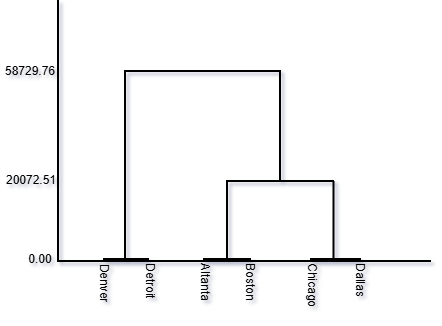 58729.76
20072.51
0.00
Denver
Detroit
Altanta
Boston
Chicago
Dallas